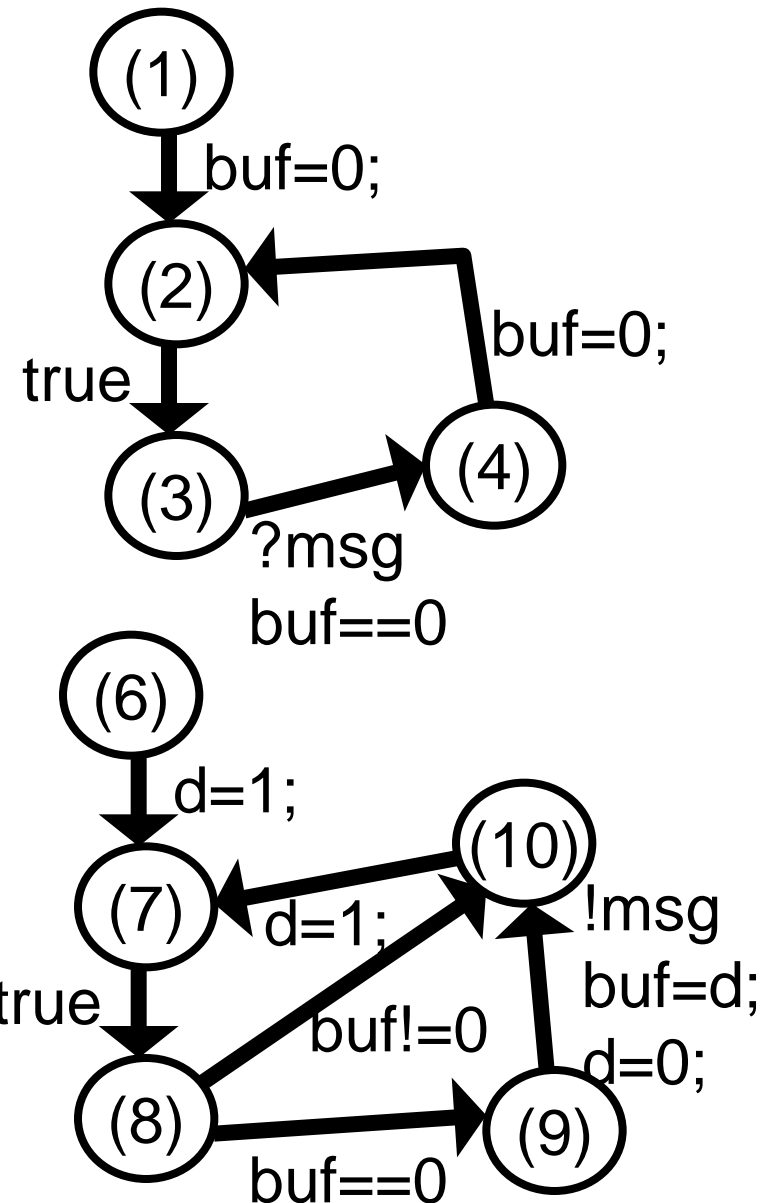 (1)
buf=0;
(2)
buf=0;
true
(3)
(4)
?msg
buf==0
(6)
d=1;
(10)
(7)
d=1;
!msg
buf=d;
d=0;
true
buf!=0
(8)
(9)
buf==0